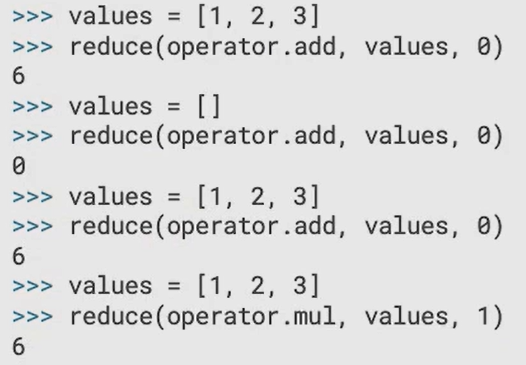 >>> values = [1, 2, 3]
>>> reduce(operator.add, values, 0)
6
>>> values = []
>>> reduce(operator.add, values, 0)
0
>>> values = [1, 2, 3]
>>> reduce(operator.add, values, 0)
6
>>> values = [1, 2, 3]
>>> reduce(operator.mul, values, 1)
6